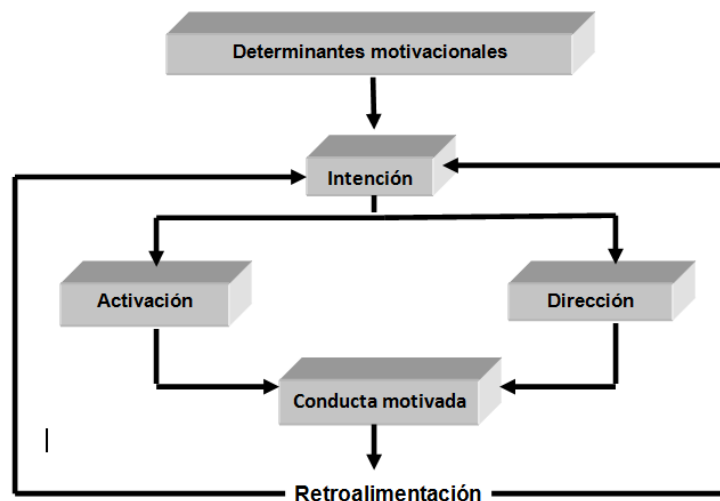 Determinantes motivacionales
Intención
Activación
Dirección
Conducta motivada
Retroalimentación